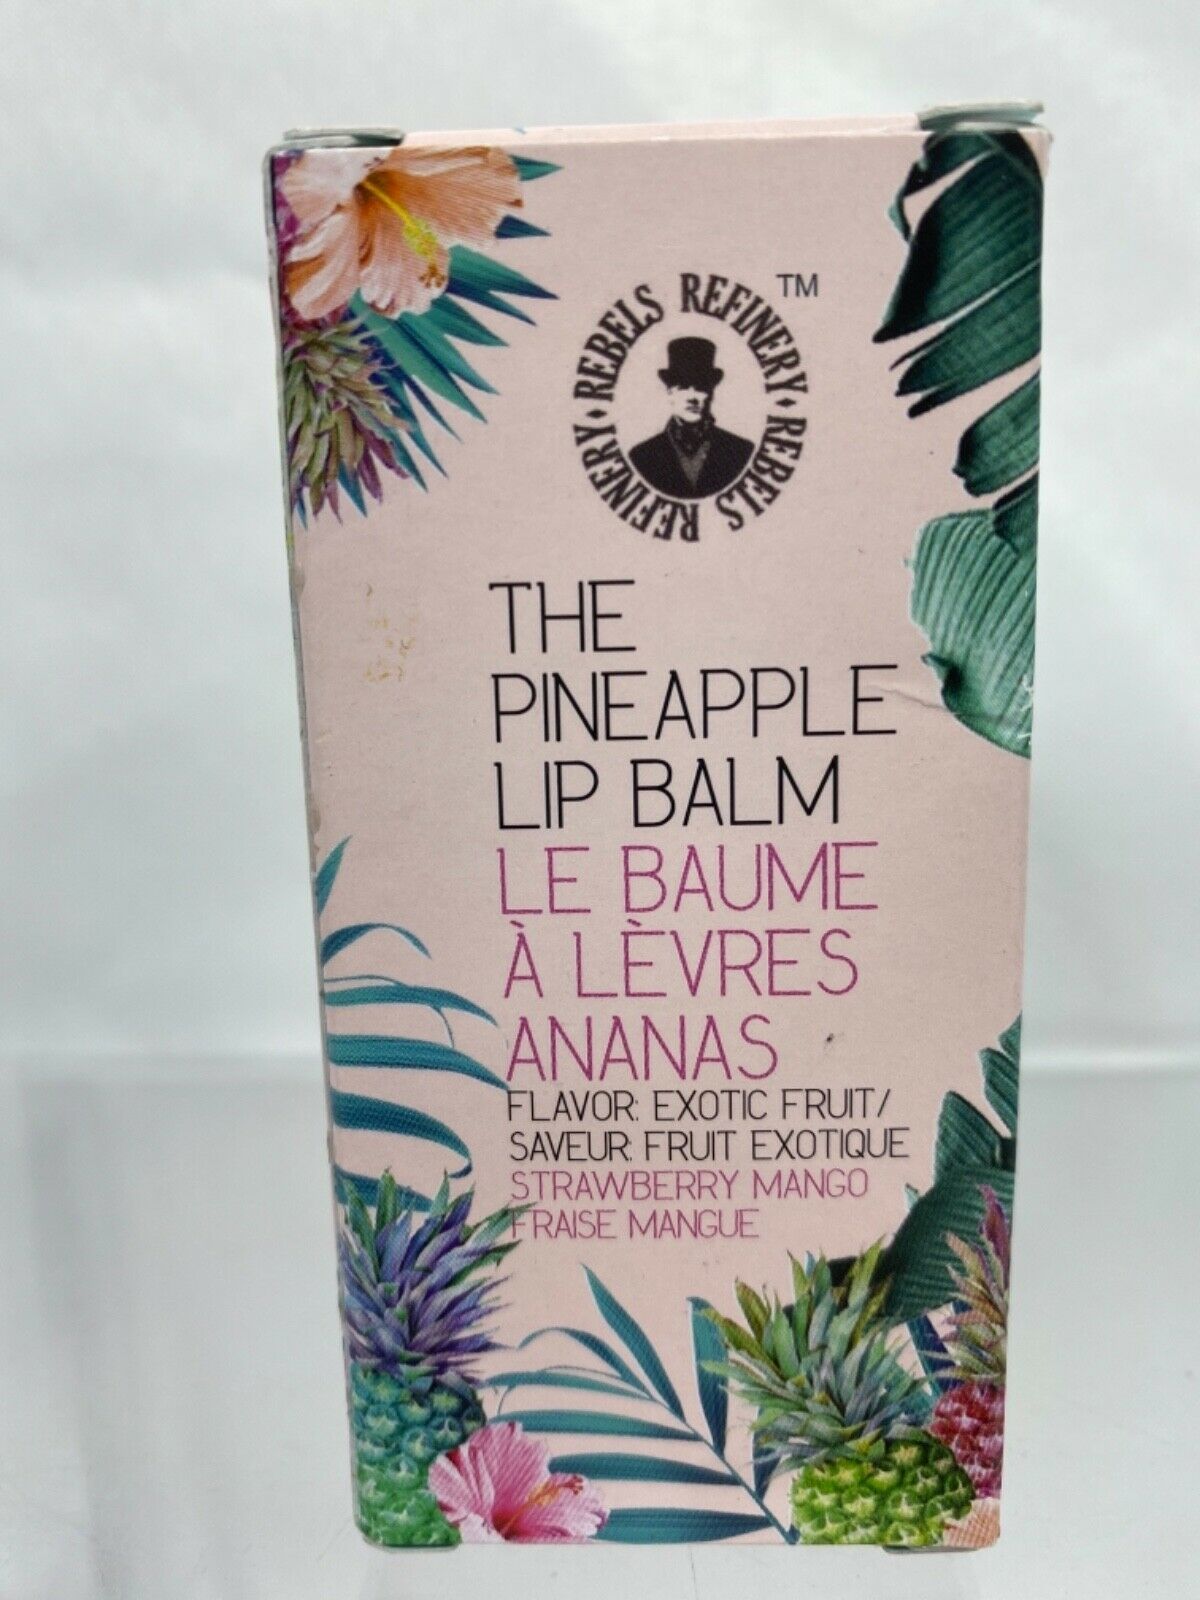 REBELS REFINERY • REBELS REFINERY •
TM
THE
PINEAPPLE
LIP BALM
LE BAUME
À LÈVRES
ANANAS
FLAVOR: EXOTIC FRUIT/
SAVEUR: FRUIT EXOTIQUE
STRAWBERRY MANGO
FRAISE MANGUE